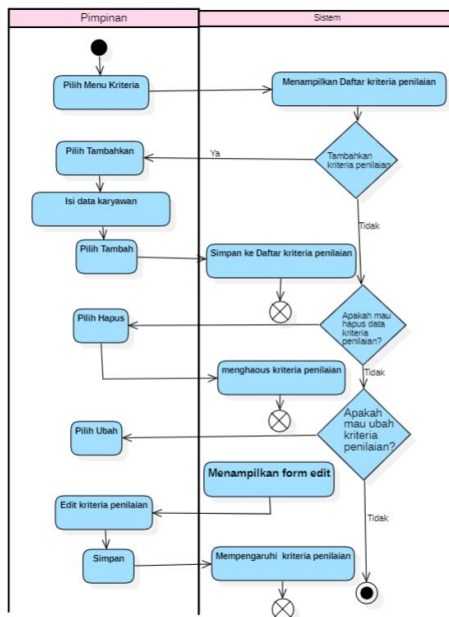 Pimpinan
Sistem
Pilih Menu Kriteria
Menampilkan Daftar kriteria penilaian
Pilih Tambahkan
Ya
Tambahkan
kriteria penilaian
Isi data karyawan
Tidak
Pilih Tambah
Simpan ke Daftar kriteria penilaian
Pilih Hapus
Apakah mau
hapus data
kriteria
penilaian?
menghaous kriteria penilaian
Tidak
Pilih Ubah
Apakah
mau ubah
kriteria
penilaian?
Menampilkan form edit
Edit kriteria penilaian
Tidak
Simpan
Mempengaruhi kriteria penilaian